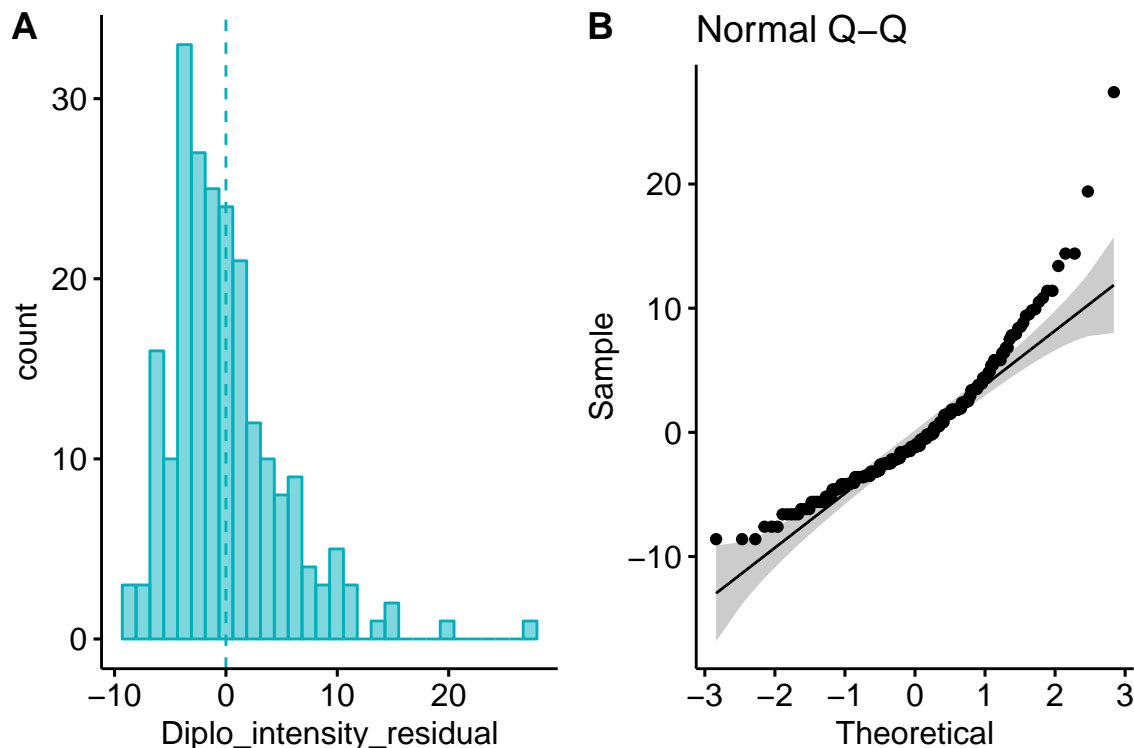 A
30
20
10
0
count
−10 0 10 20
Diplo_intensity_residual
B Normal Q−Q
20
10
0
−10
Sample
−3 −2 −1 0 1 2 3
Theoretical